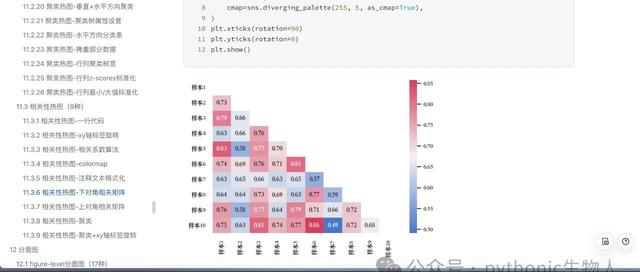 11.2.20 聚类热图-垂直+水平方向聚类
11.2.21 聚类热图-聚类树属性设置
11.2.22 聚类热图-水平方向分类条
11.2.23 聚类热图-掩盖部分数据
11.2.24 聚类热图-行列聚类树宽
11.2.25 聚类热图-行列z-scores标准化
11.2.26 聚类热图-行列最小/大值标准化
11.3 相关性热图（9种）
11.3.1 相关性热图-一行代码
11.3.2 相关性热图-xy轴标签旋转
11.3.3 相关性热图-相关系数算法
11.3.4 相关性热图-colormap
11.3.5 相关性热图-注释文本格式化
11.3.6 相关性热图-下对角相关矩阵
11.3.7 相关性热图-上对角相关矩阵
11.3.8 相关性热图-聚类
11.3.9 相关性热图-聚类+xy轴标签旋转
12 分面图
12.1 figure-level分面图（17种）
8 cmap=sns.diverging_palette(255, 5, as_cmap=True),
9 )
10 plt.xticks(rotation=90)
11 plt.yticks(rotation=0)
12 plt.show()
样本1
样本2 0.73
样本3 0.79 0.66
样本4 0.63 0.66 0.76
样本5 0.83 0.58 0.77 0.70
样本6 0.74 0.69 0.76 0.71 0.81
样本7 0.63 0.65 0.66 0.63 0.65 0.57
样本8 0.64 0.64 0.73 0.69 0.63 0.77 0.59
样本9 0.76 0.58 0.77 0.64 0.79 0.71 0.66 0.72
样本10 0.75 0.63 0.81 0.74 0.77 0.86 0.49 0.72 0.68
样本1 样本2 样本3 样本4 样本5 样本6 样本7 样本8 样本9 样本10
0.85
0.80
0.75
0.70
0.65
0.60
0.55
0.50
公众号：pythonic生物人